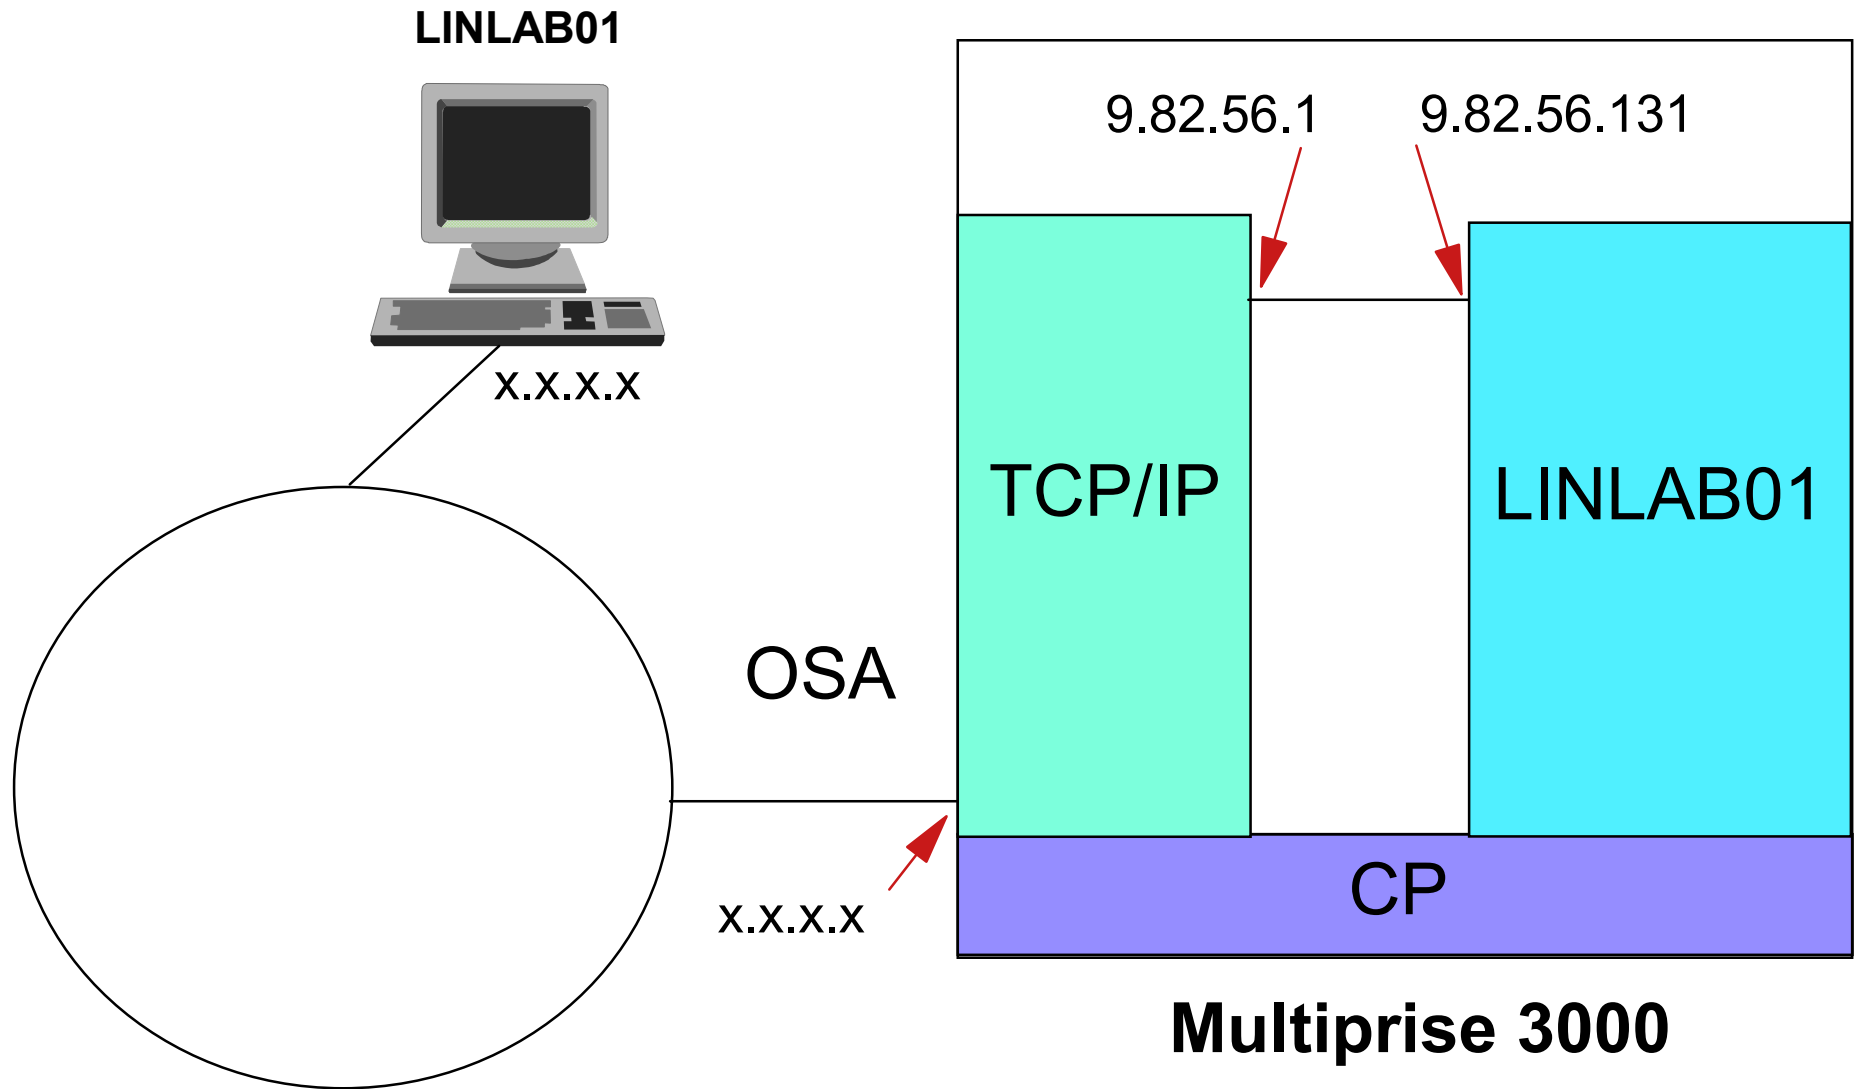 LINLAB01
9.82.56.1
9.82.56.131
x.x.x.x
TCP/IP
LINLAB01
OSA
x.x.x.x
CP
Multiprise 3000